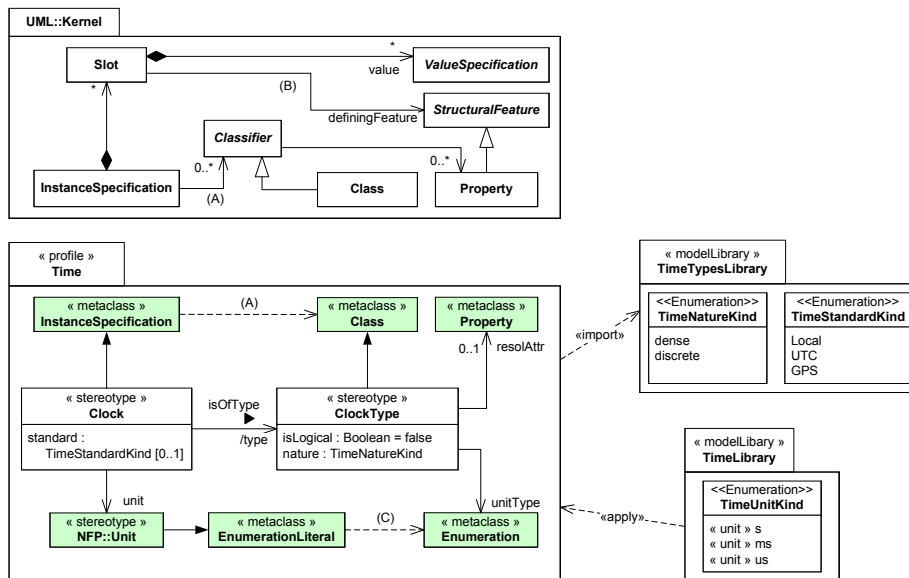 UML::Kernel
Slot
*
value
ValueSpecification
(B)
*
definingFeature
StructuralFeature
Classifier
0..*
0..*
InstanceSpecification
(A)
Class
Property
« profile »
Time
« metaclass »
InstanceSpecification
(A)
« metaclass »
Class
« metaclass »
Property
0..1
resolAttr
« stereotype »
Clock
standard :
TimeStandardKind [0..1]
isOfType
/type
« stereotype »
ClockType
isLogical : Boolean = false
nature : TimeNatureKind
unit
unitType
« stereotype »
NFP::Unit
« metaclass »
EnumerationLiteral
(C)
« metaclass »
Enumeration
«import»
« modelLibrary »
TimeTypesLibrary
<<Enumeration>>
TimeNatureKind
dense
discrete
<<Enumeration>>
TimeStandardKind
Local
UTC
GPS
«apply»
« modelLibary »
TimeLibrary
<<Enumeration>>
TimeUnitKind
« unit » s
« unit » ms
« unit » us